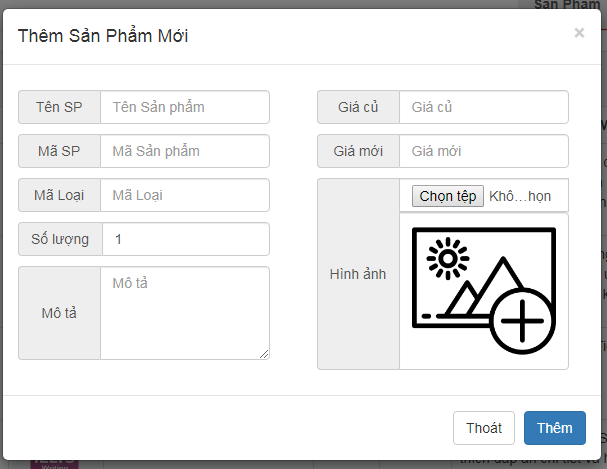 Sản Phẩm
Thêm Sản Phẩm Mới
×
Tên SP
Tên Sản phẩm
Mã SP
Mã Sản phẩm
Mã Loại
Mã Loại
Số lượng
1
Mô tả
Mô tả
Giá củ
Giá củ
Giá mới
Giá mới
Hình ảnh
Chọn tệp Khô…họn
Thoát
Thêm